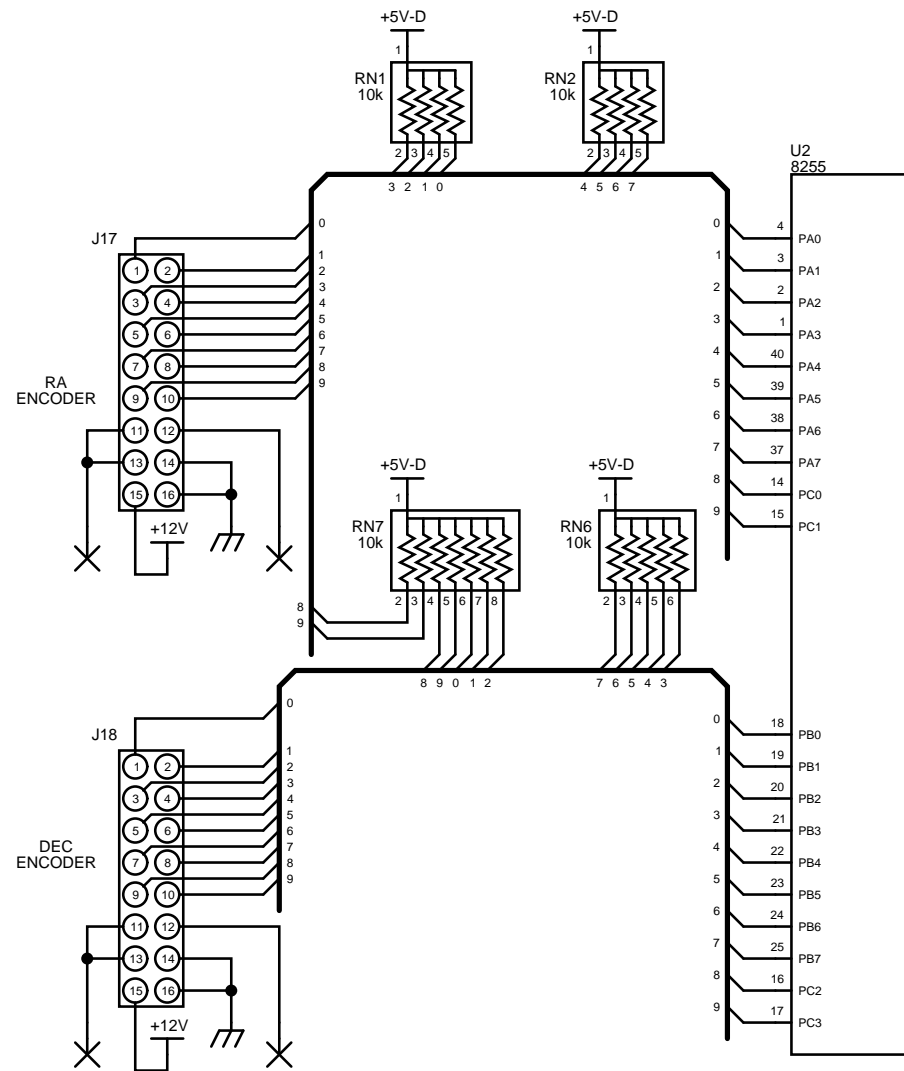 +5V-D
+5V-D
1
1
RN1
10k
RN2
10k
2 3 4 5
2 3 4 5
3 2 1 0
4 5 6 7
U2
8255
J17
RA
ENCODER
1 2
3 4
5 6
7 8
9 10
11 12
13 14
15 16
+12V
0
1
2
3
4
5
6
7
8
9
0 4 PA0
1 3 PA1
2 2 PA2
3 1 PA3
4 40 PA4
5 39 PA5
6 38 PA6
7 37 PA7
8 14 PC0
9 15 PC1
+5V-D
+5V-D
1
1
RN7
10k
RN6
10k
2 3 4 5 6 7 8
2 3 4 5 6
8
9
8 9 0 1 2
7 6 5 4 3
J18
DEC
ENCODER
1 2
3 4
5 6
7 8
9 10
11 12
13 14
15 16
+12V
0
1
2
3
4
5
6
7
8
9
0 18 PB0
1 19 PB1
2 20 PB2
3 21 PB3
4 22 PB4
5 23 PB5
6 24 PB6
7 25 PB7
8 16 PC2
9 17 PC3